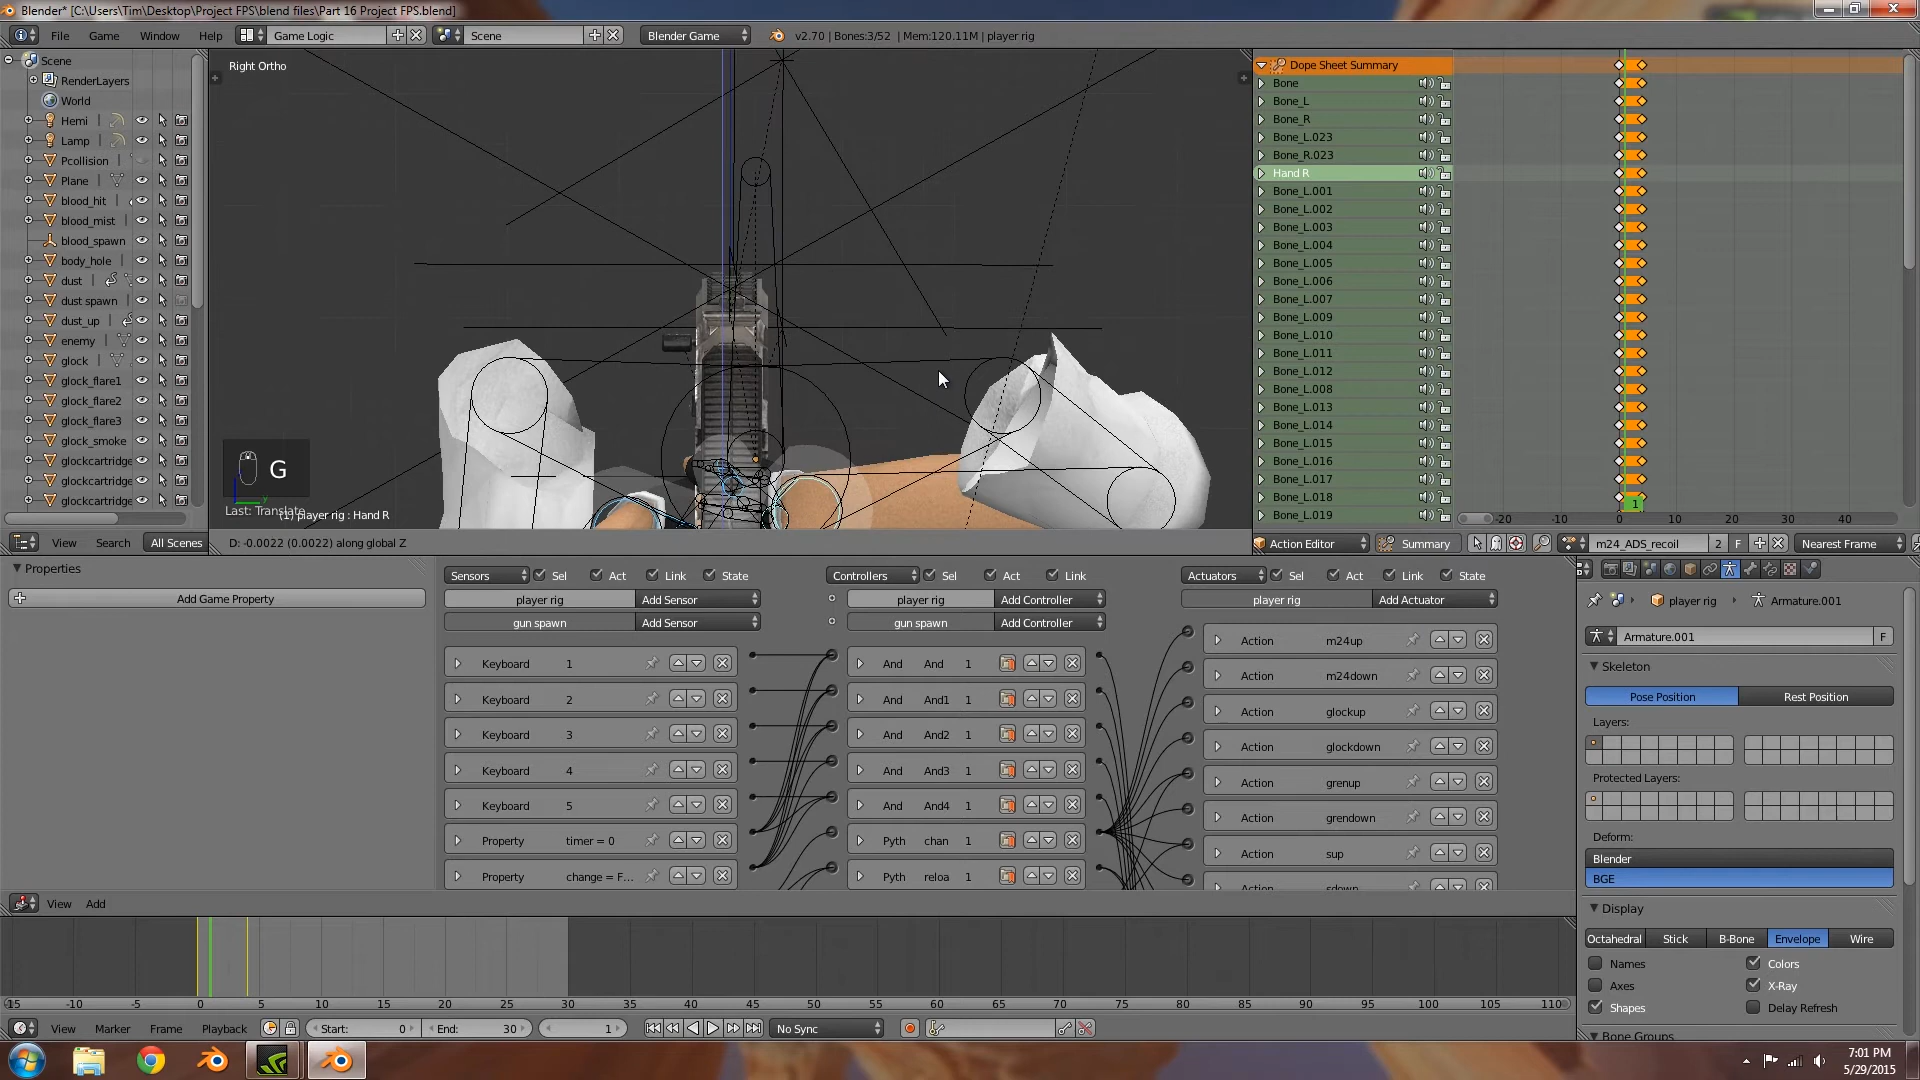 Blender* [C:\Users\Tim\Desktop\Project FPS\blend files\Part 16 Project FPS.blend]
File Game Window Help Game Logic Scene Blender Game v2.70 | Bones:3/52 | Mem:120.11M | player rig
Scene
RenderLayers
World
Hemi
Lamp
Pcollision
Plane
blood_hit
blood_mist
blood_spawn
body_hole
dust
dust spawn
dust_up
enemy
glock
glock_flare1
glock_flare2
glock_flare3
glock_smoke
glockcartridge
glockcartridge
glockcartridge
View Search All Scenes
Right Ortho
G
Last: Translate
(1) player rig : Hand R
D: -0.0022 (0.0022) along global Z
Dope Sheet Summary
Bone
Bone_L
Bone_R
Bone_L.023
Bone_R.023
Hand R
Bone_L.001
Bone_L.002
Bone_L.003
Bone_L.004
Bone_L.005
Bone_L.006
Bone_L.007
Bone_L.009
Bone_L.010
Bone_L.011
Bone_L.012
Bone_L.008
Bone_L.013
Bone_L.014
Bone_L.015
Bone_L.016
Bone_L.017
Bone_L.018
Bone_L.019
1
-20 -10 0 10 20 30 40
Action Editor Summary m24_ADS_recoil 2 F Nearest Frame
Properties
Add Game Property
Sensors Sel Act Link State
player rig Add Sensor
gun spawn Add Sensor
Keyboard 1
Keyboard 2
Keyboard 3
Keyboard 4
Keyboard 5
Property timer = 0
Property change = F...
Controllers Sel Act Link
player rig Add Controller
gun spawn Add Controller
And And 1
And And1 1
And And2 1
And And3 1
And And4 1
Pyth chan 1
Pyth reloa 1
Actuators Sel Act Link State
player rig Add Actuator
Action m24up
Action m24down
Action glockup
Action glockdown
Action grenup
Action grendown
Action sup
Action sdown
View Add
player rig Armature.001
Armature.001 F
Skeleton
Pose Position Rest Position
Layers:
Protected Layers:
Deform:
Blender
BGE
Display
Octahedral Stick B-Bone Envelope Wire
Names Colors
Axes X-Ray
Shapes Delay Refresh
Bone Groups
-15 -10 -5 0 5 10 15 20 25 30 35 40 45 50 55 60 65 70 75 80 85 90 95 100 105 110
View Marker Frame Playback Start: 0 End: 30 1 No Sync
7:01 PM
5/29/2015